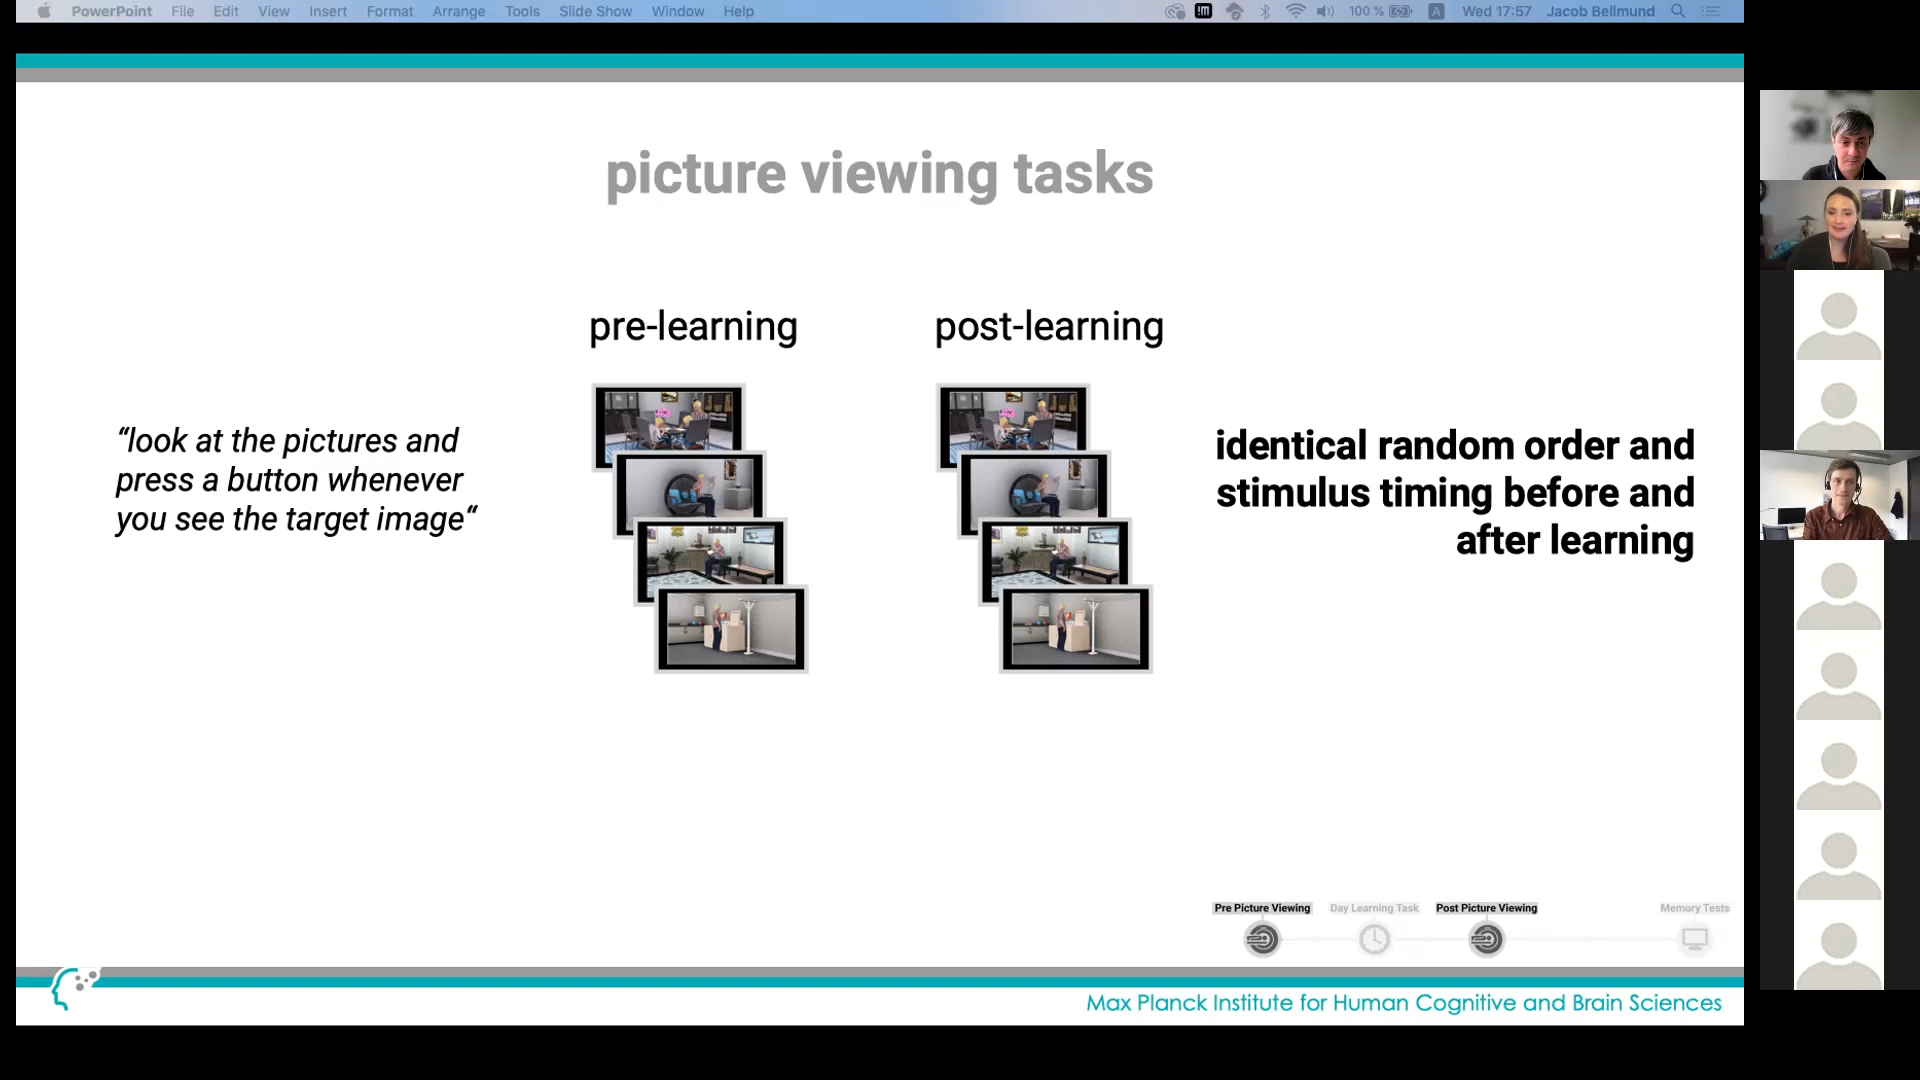 PowerPoint File Edit View Insert Format Arrange Tools Slide Show Window Help 100 % A Wed 17:57 Jacob Bellmund
picture viewing tasks
pre-learning post-learning
“look at the pictures and
press a button whenever
you see the target image“
identical random order and
stimulus timing before and
after learning
Pre Picture Viewing Day Learning Task Post Picture Viewing Memory Tests
Max Planck Institute for Human Cognitive and Brain Sciences